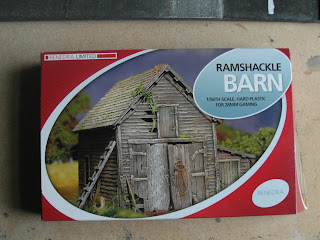 RENEDRA LIMITED
RAMSHACKLE
BARN
1/56TH SCALE, HARD PLASTIC
FOR 28MM GAMING
RENEDRA